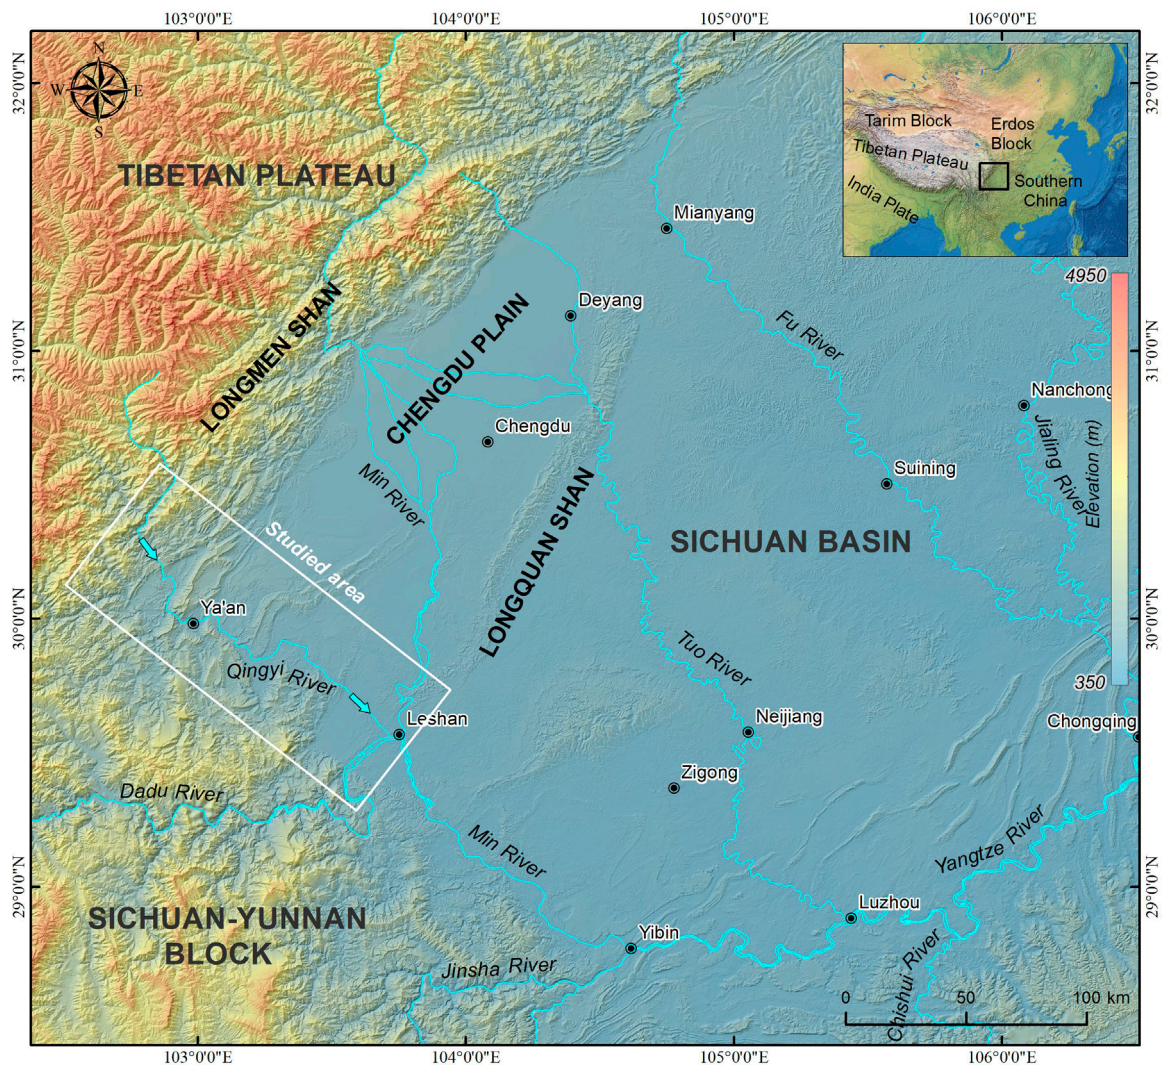 103°0'0"E
104°0'0"E
105°0'0"E
106°0'0"E
32°0'0"N
32°0'0"N
N
W
E
S
TIBETAN PLATEAU
Tarim Block
Erdos
Block
Tibetan Plateau
Southern
China
India Plate
Mianyang
4950
Deyang
Fu River
LONGMEN SHAN
CHENGDU PLAIN
31°0'0"N
31°0'0"N
Nanchong
Chengdu
Jialing River
Elevation (m)
Min River
Suining
LONGQUAN SHAN
SICHUAN BASIN
Studied area
30°0'0"N
30°0'0"N
Ya'an
Tuo River
Qingyi River
350
Leshan
Neijiang
Chongqing
Zigong
Dadu River
Min River
Yangtze River
29°0'0"N
29°0'0"N
SICHUAN-YUNNAN
BLOCK
Luzhou
Yibin
Jinsha River
Chishui River
0
50
100 km
103°0'0"E
104°0'0"E
105°0'0"E
106°0'0"E